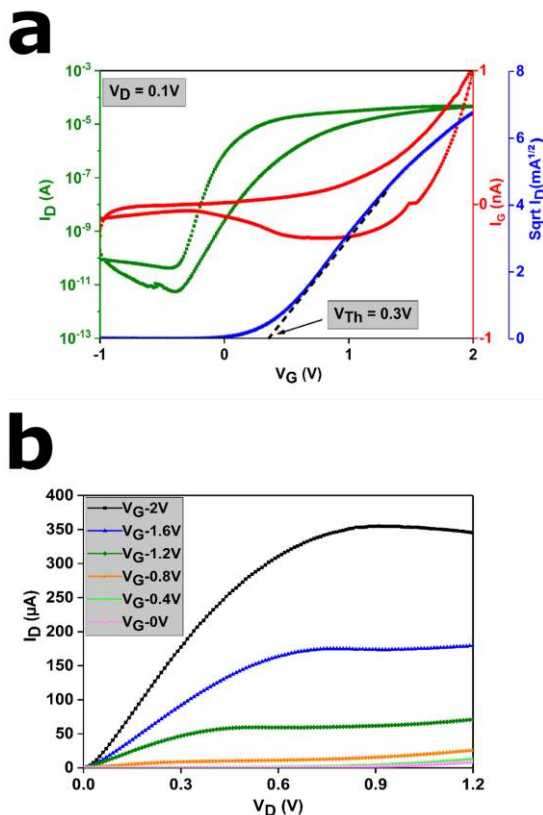 a
V_D = 0.1V
10⁻³
10⁻⁵
10⁻⁷
10⁻⁹
10⁻¹¹
10⁻¹³
I_D (A)
-1
0
1
2
V_G (V)
V_Th = 0.3V
1
0
-1
I_G (nA)
8
6
4
2
0
Sqrt I_D(mA^1/2)
b
400
350
300
250
200
150
100
50
0
I_D (µA)
V_G-2V
V_G-1.6V
V_G-1.2V
V_G-0.8V
V_G-0.4V
V_G-0V
0.0
0.3
0.6
0.9
1.2
V_D (V)